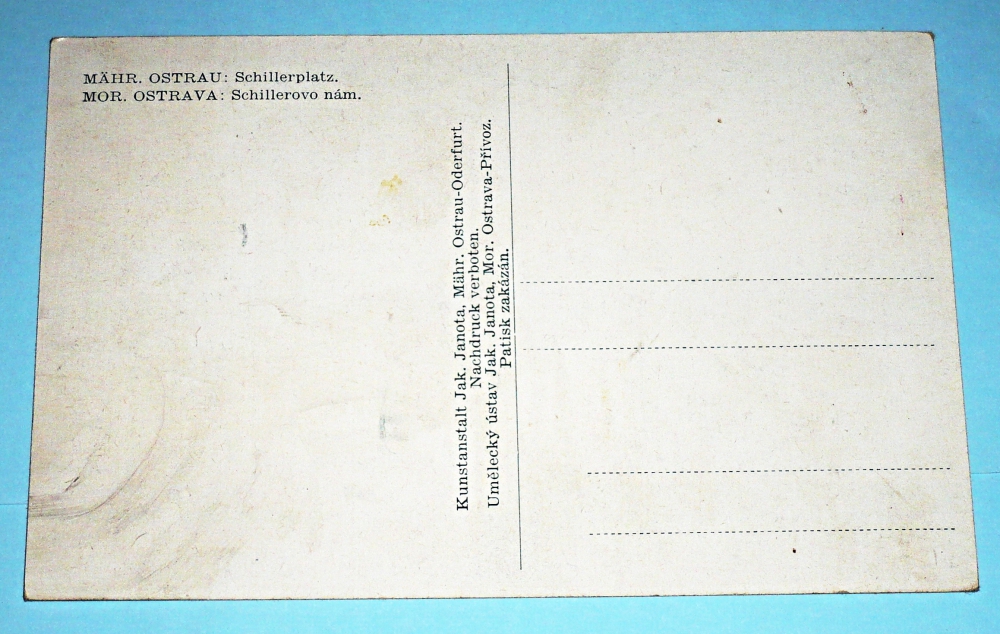 MÄHR. OSTRAU: Schillerplatz.
MOR. OSTRAVA: Schillerovo nám.
Kunstanstalt Jak. Janota, Mähr. Ostrau-Oderfurt.
Nachdruck verboten.
Umělecký ústav Jak. Janota, Mor. Ostrava-Přívoz.
Patisk zakázán.